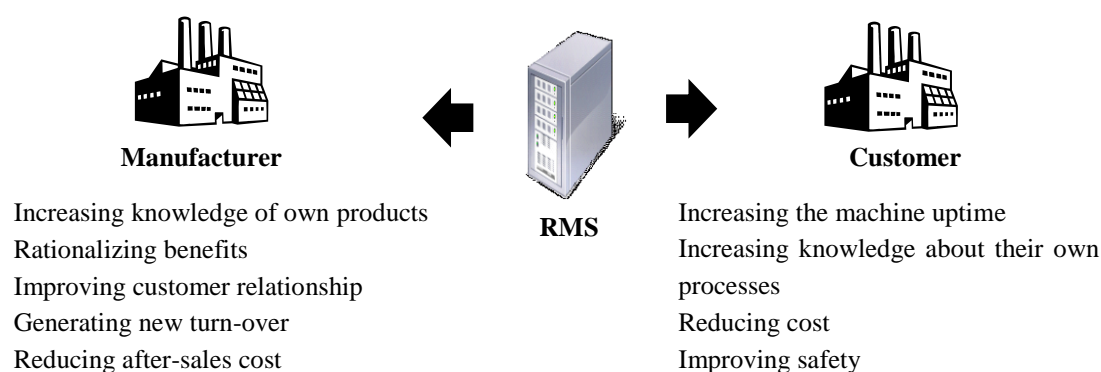 Manufacturer
Increasing knowledge of own products
Rationalizing benefits
Improving customer relationship
Generating new turn-over
Reducing after-sales cost
RMS
Customer
Increasing the machine uptime
Increasing knowledge about their own
processes
Reducing cost
Improving safety